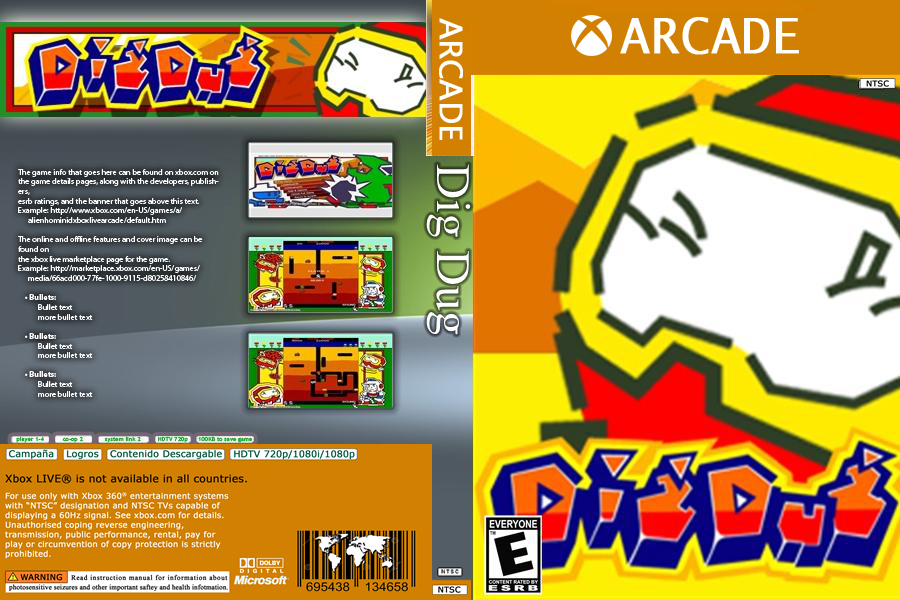 Dig Dug
The game info that goes here can be found on xbox.com on
the game details pages, along with the developers, publish-
ers,
esrb ratings, and the banner that goes above this text.
Example: http://www.xbox.com/en-US/games/a/
alienhominidxboxlivearcade/default.htm
The online and offline features and cover image can be
found on
the xbox live marketplace page for the game.
Example: http://marketplace.xbox.com/en-US/games/
media/66acd000-77fe-1000-9115-d80258410846/
• Bullets:
Bullet text
more bullet text
• Bullets:
Bullet text
more bullet text
• Bullets:
Bullet text
more bullet text
Dig Dug
player 1-4
co-op 2
system link 2
HDTV 720p
100KB to save game
Campaña
Logros
Contenido Descargable
HDTV 720p/1080i/1080p
Xbox LIVE® is not available in all countries.
For use only with Xbox 360® entertainment systems
with “NTSC” designation and NTSC TVs capable of
displaying a 60Hz signal. See xbox.com for details.
Unauthorised coping reverse engineering,
transmission, public performance, rental, pay for
play or circumvention of copy protection is strictly
prohibited.
WARNING Read instruction manual for information about
photosensitive seizures and other important saftey and health infotmation.
DOLBY
DIGITAL
Microsoft®
695438 134658
ARCADE
Dig Dug
NTSC
NTSC
ARCADE
NTSC
Dig Dug
EVERYONE
TM
E
CONTENT RATED BY
ESRB